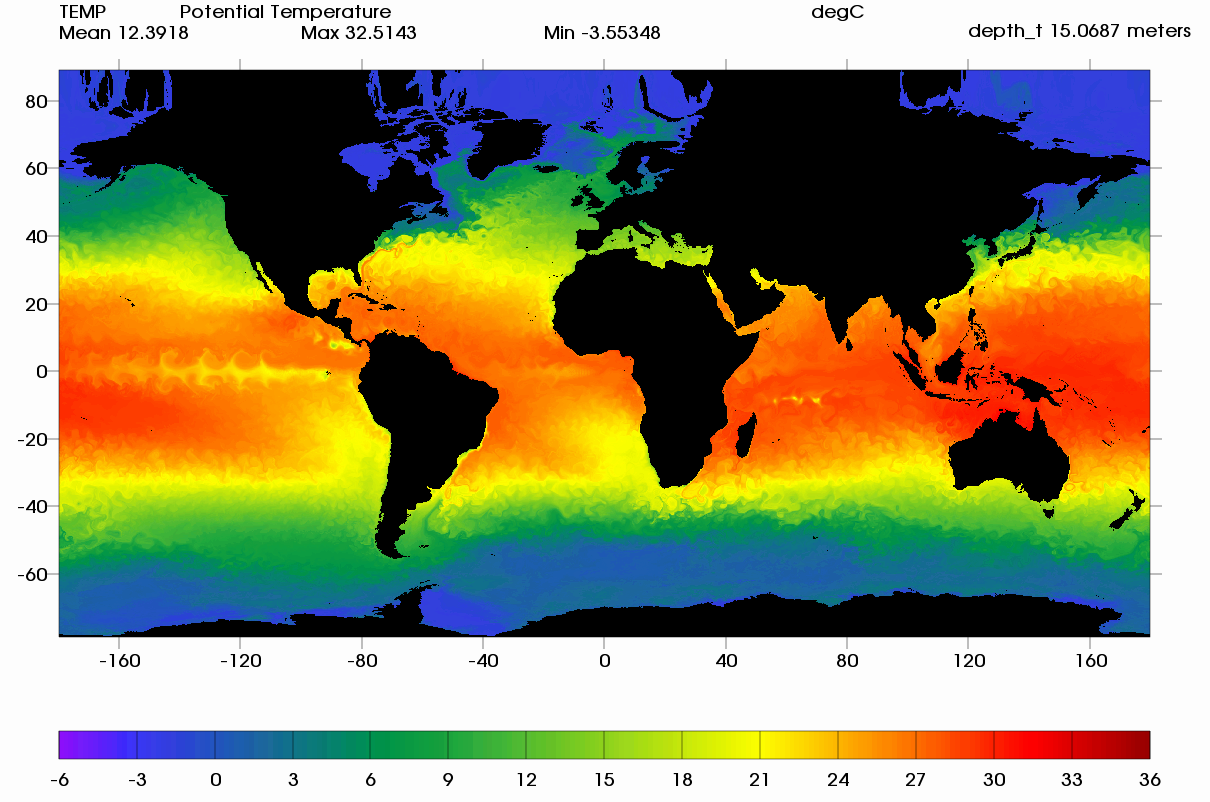 TEMP Potential Temperature degC
Mean 12.3918 Max 32.5143 Min -3.55348 depth_t 15.0687 meters
80
60
40
20
0
-20
-40
-60
-160 -120 -80 -40 0 40 80 120 160
-6 -3 0 3 6 9 12 15 18 21 24 27 30 33 36